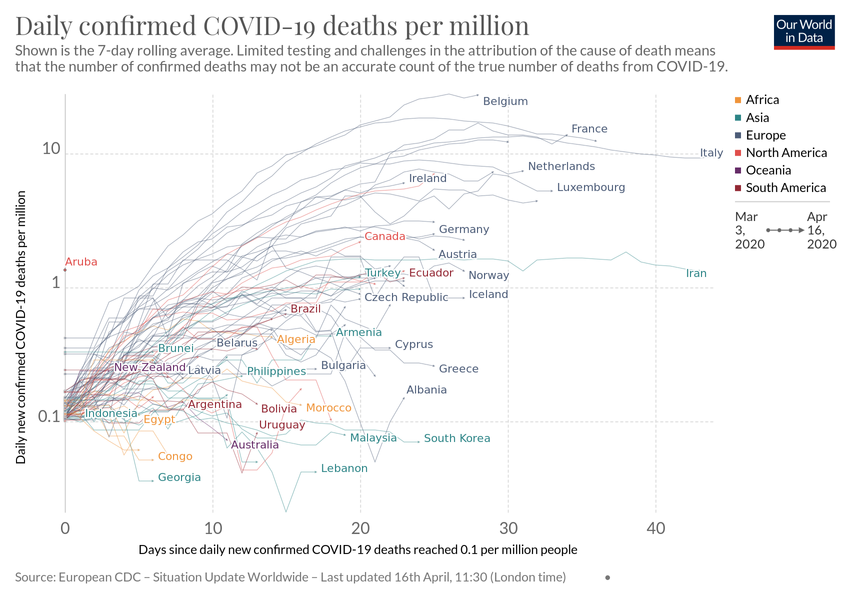 Daily confirmed COVID-19 deaths per million
Shown is the 7-day rolling average. Limited testing and challenges in the attribution of the cause of death means
that the number of confirmed deaths may not be an accurate count of the true number of deaths from COVID-19.
Our World
in Data
Daily new confirmed COVID-19 deaths per million
10
1
0.1
Belgium
France
Italy
Netherlands
Ireland
Luxembourg
Germany
Canada
Austria
Aruba
Turkey
Ecuador
Norway
Iran
Czech Republic
Iceland
Brazil
Armenia
Algeria
Belarus
Cyprus
Brunei
New Zealand
Latvia
Philippines
Bulgaria
Greece
Albania
Indonesia
Argentina
Bolivia
Morocco
Egypt
Uruguay
Malaysia
South Korea
Australia
Congo
Lebanon
Georgia
0
10
20
30
40
Days since daily new confirmed COVID-19 deaths reached 0.1 per million people
Africa
Asia
Europe
North America
Oceania
South America
Mar
3,
2020
Apr
16,
2020
Source: European CDC – Situation Update Worldwide – Last updated 16th April, 11:30 (London time)